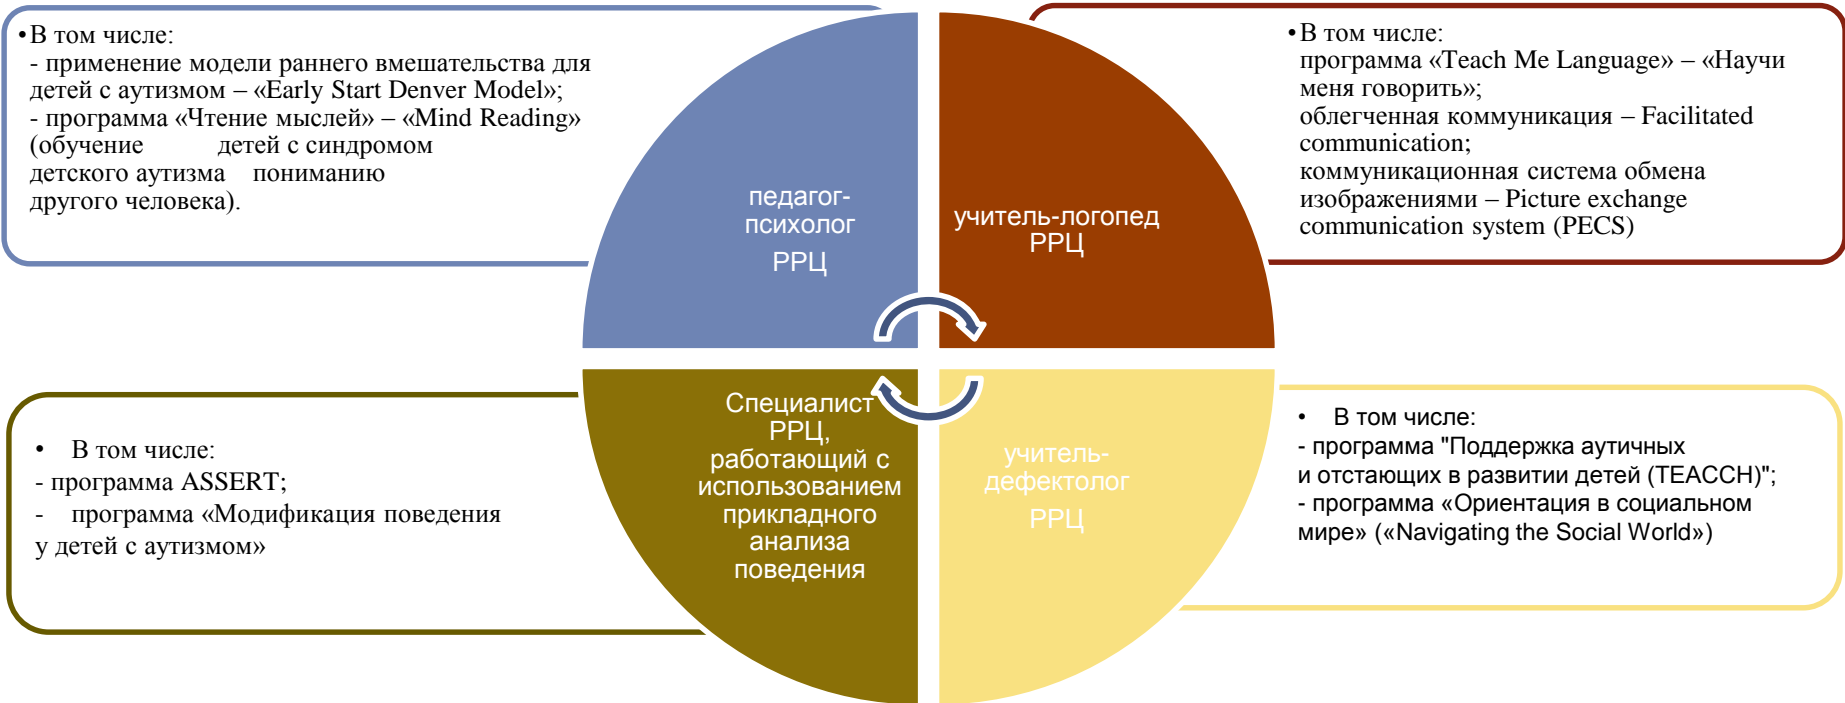 •В том числе:
- применение модели раннего вмешательства для
детей с аутизмом – «Early Start Denver Model»;
- программа «Чтение мыслей» – «Mind Reading»
(обучение детей с синдромом
детского аутизма пониманию
другого человека).
педагог-
психолог
РРЦ
учитель-логопед
РРЦ
•В том числе:
программа «Teach Me Language» – «Научи
меня говорить»;
облегченная коммуникация – Facilitated
communication;
коммуникационная система обмена
изображениями – Picture exchange
communication system (PECS)
• В том числе:
- программа ASSERT;
- программа «Модификация поведения
у детей с аутизмом»
Специалист
РРЦ,
работающий с
использованием
прикладного
анализа
поведения
учитель-
дефектолог
РРЦ
• В том числе:
- программа "Поддержка аутичных
и отстающих в развитии детей (TEACCH)";
- программа «Ориентация в социальном
мире» («Navigating the Social World»)